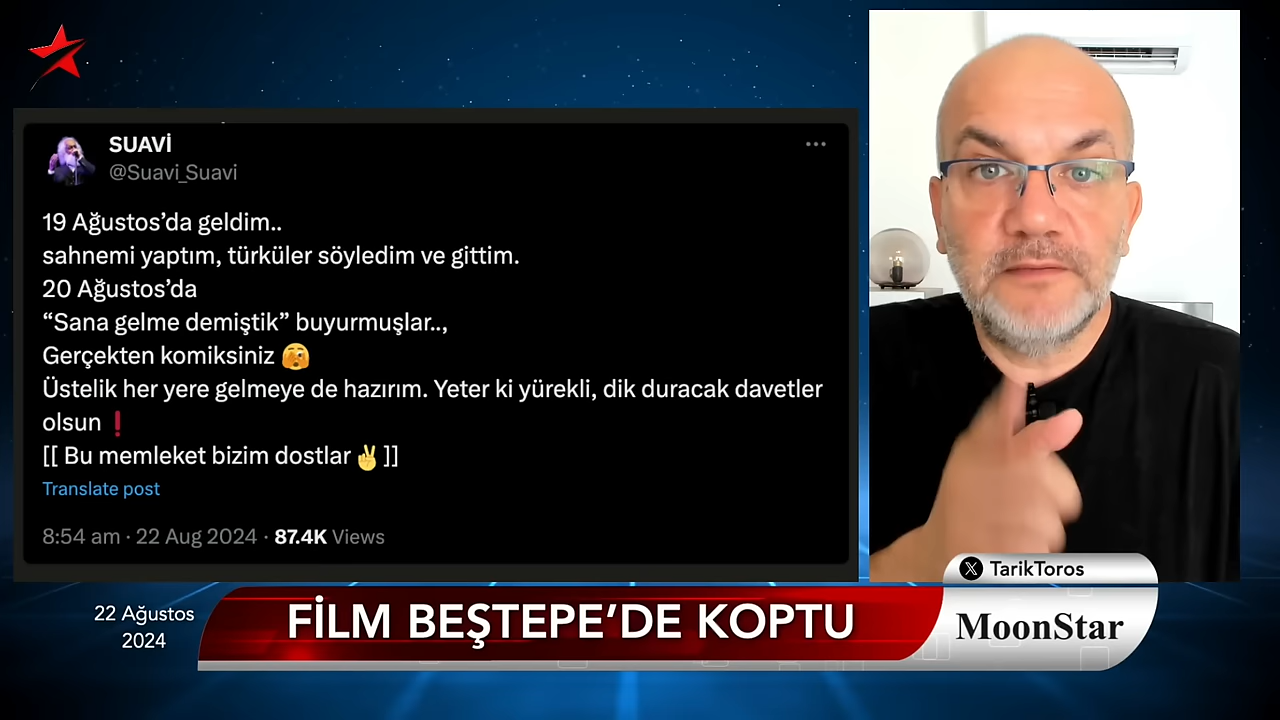 SUAVİ
@Suavi_Suavi
19 Ağustos’da geldim..
sahnemi yaptım, türküler söyledim ve gittim.
20 Ağustos’da
“Sana gelme demiştik” buyurmuşlar..,
Gerçekten komiksiniz 🫣
Üstelik her yere gelmeye de hazırım. Yeter ki yürekli, dik duracak davetler
olsun❗
[[ Bu memleket bizim dostlar✌️]]
Translate post
8:54 am · 22 Aug 2024 · 87.4K Views
X TarikToros
22 Ağustos
2024
FİLM BEŞTEPE’DE KOPTU
MoonStar